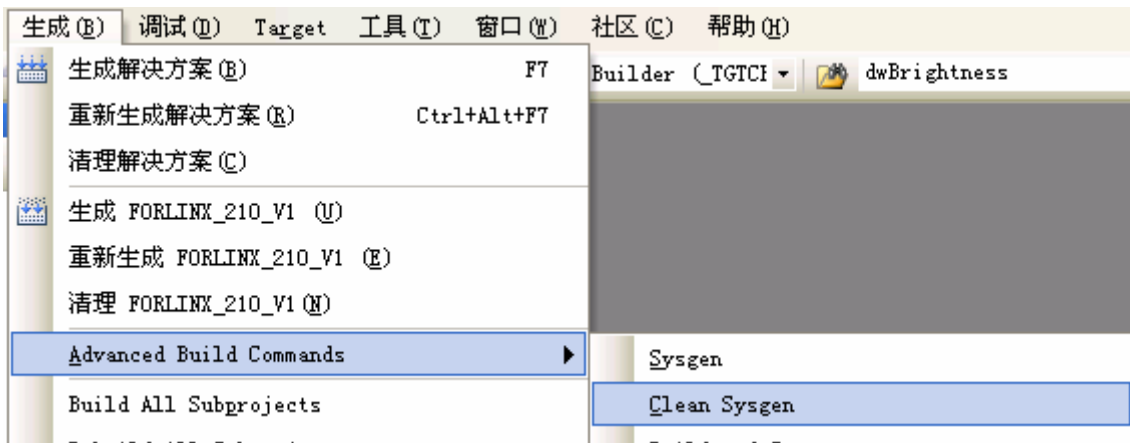 生成(B) 调试(D) Target 工具(T) 窗口(W) 社区(C) 帮助(H)
生成解决方案(B) F7
Builder (_TGTCI dwBrightness
重新生成解决方案(R) Ctrl+Alt+F7
清理解决方案(C)
生成 FORLINX_210_V1 (U)
重新生成 FORLINX_210_V1 (E)
清理 FORLINX_210_V1(N)
Advanced Build Commands
Sysgen
Build All Subprojects
Clean Sysgen